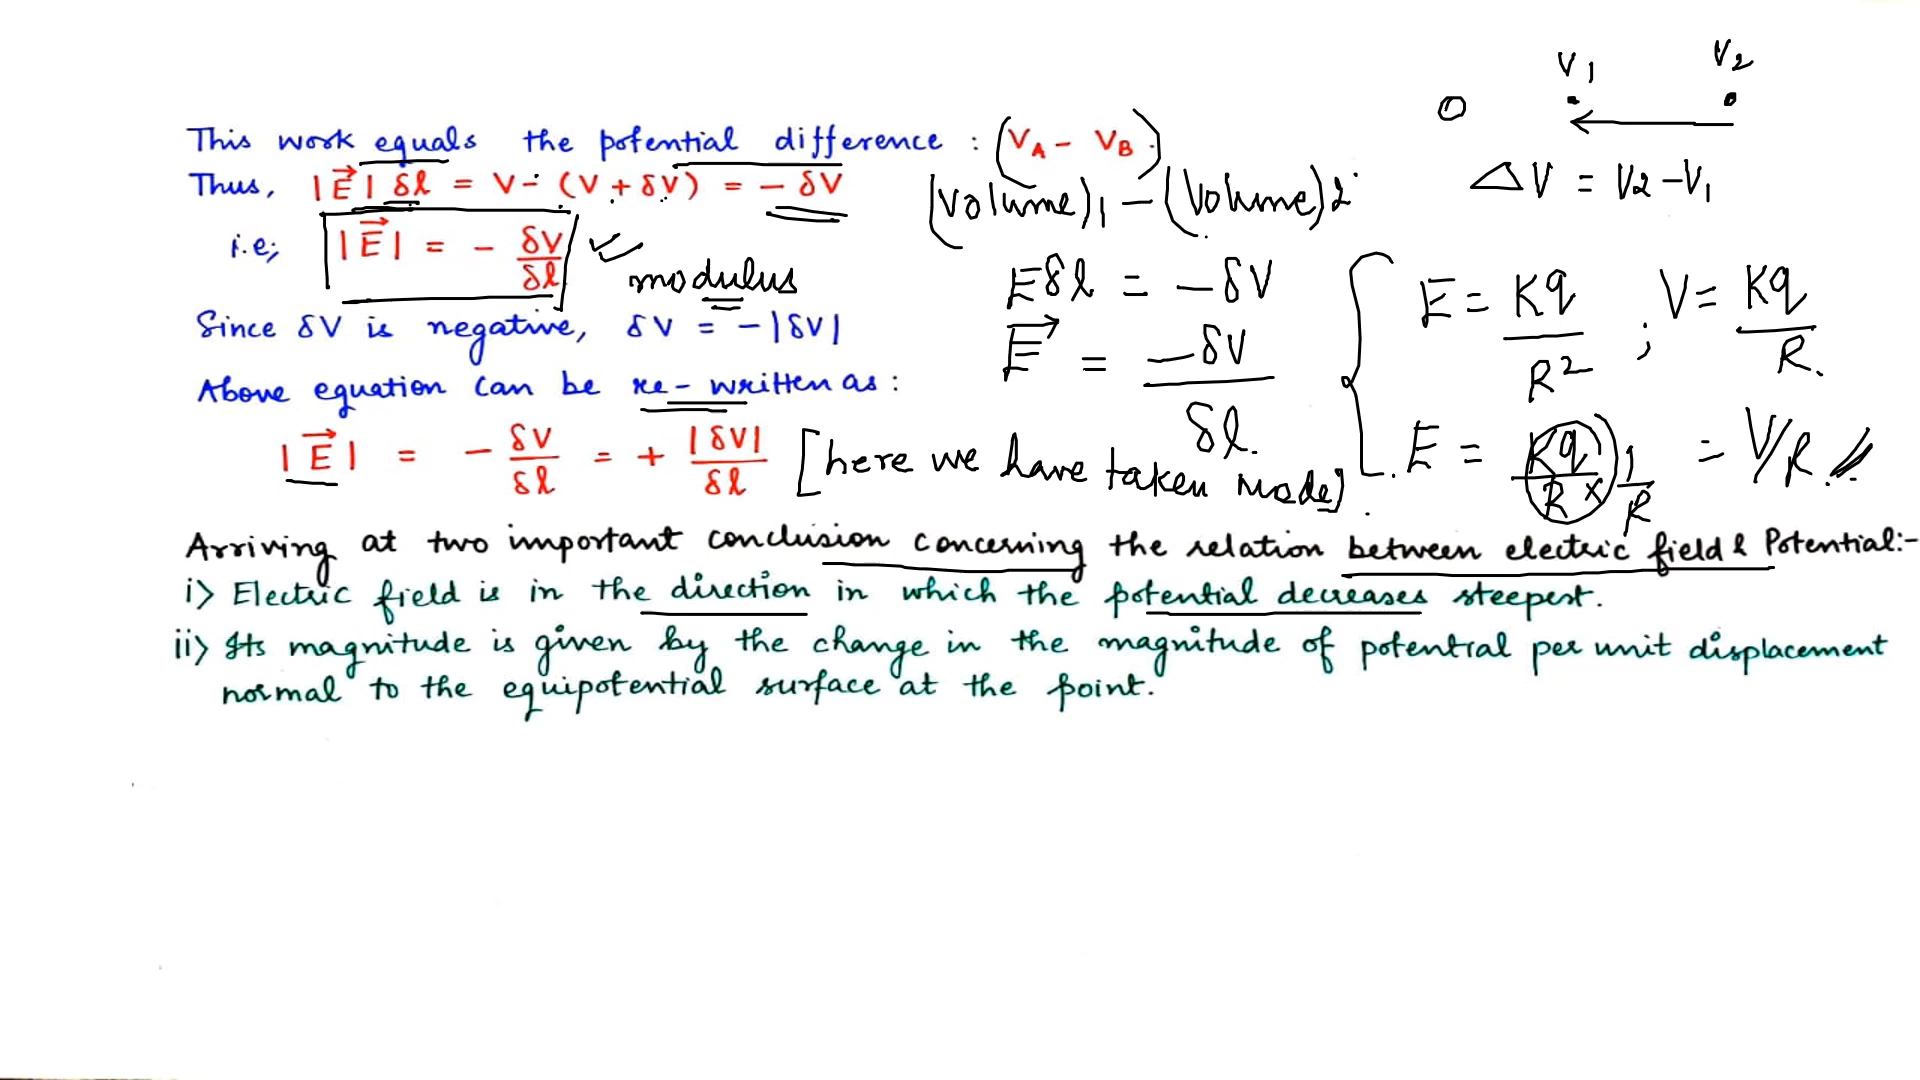 V1 V2
O
This work equals the potential difference : (VA - VB).
(Volume)1 - (Volume)2
ΔV = V2 - V1
Thus, |E⃗| δl = V - (V + δV) = - δV
i.e; |E⃗| = - δV/δl
modulus
Since δV is negative, δV = - |δV|
Above equation can be re-written as :
|E⃗| = - δV/δl = + |δV|/δl [here we have taken mode].
Eδl = - δV
E⃗ = - δV/δl.
E = Kq/R2 ; V = Kq/R.
E = (Kq/R) × 1/R = V/R.
Arriving at two important conclusion concerning the relation between electric field & Potential:-
i> Electric field is in the direction in which the potential decreases steepest.
ii> Its magnitude is given by the change in the magnitude of potential per unit displacement
normal to the equipotential surface at the point.